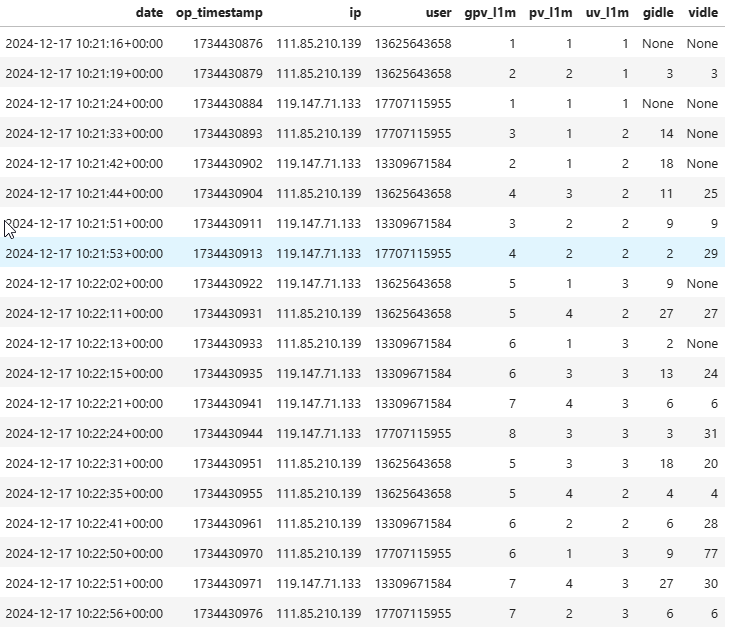 date op_timestamp ip user gpv_l1m pv_l1m uv_l1m gidle vidle
2024-12-17 10:21:16+00:00 1734430876 111.85.210.139 13625643658 1 1 1 None None
2024-12-17 10:21:19+00:00 1734430879 111.85.210.139 13625643658 2 2 1 3 3
2024-12-17 10:21:24+00:00 1734430884 119.147.71.133 17707115955 1 1 1 None None
2024-12-17 10:21:33+00:00 1734430893 111.85.210.139 17707115955 3 1 2 14 None
2024-12-17 10:21:42+00:00 1734430902 119.147.71.133 13309671584 2 1 2 18 None
2024-12-17 10:21:44+00:00 1734430904 111.85.210.139 13625643658 4 3 2 11 25
2024-12-17 10:21:51+00:00 1734430911 119.147.71.133 13309671584 3 2 2 9 9
2024-12-17 10:21:53+00:00 1734430913 119.147.71.133 17707115955 4 2 2 2 29
2024-12-17 10:22:02+00:00 1734430922 119.147.71.133 13625643658 5 1 3 9 None
2024-12-17 10:22:11+00:00 1734430931 111.85.210.139 13625643658 5 4 2 27 27
2024-12-17 10:22:13+00:00 1734430933 111.85.210.139 13309671584 6 1 3 2 None
2024-12-17 10:22:15+00:00 1734430935 119.147.71.133 13309671584 6 3 3 13 24
2024-12-17 10:22:21+00:00 1734430941 119.147.71.133 13309671584 7 4 3 6 6
2024-12-17 10:22:24+00:00 1734430944 119.147.71.133 17707115955 8 3 3 3 31
2024-12-17 10:22:31+00:00 1734430951 111.85.210.139 13625643658 5 3 3 18 20
2024-12-17 10:22:35+00:00 1734430955 111.85.210.139 13625643658 5 4 2 4 4
2024-12-17 10:22:41+00:00 1734430961 111.85.210.139 13309671584 6 2 2 6 28
2024-12-17 10:22:50+00:00 1734430970 111.85.210.139 17707115955 6 1 3 9 77
2024-12-17 10:22:51+00:00 1734430971 119.147.71.133 13309671584 7 4 3 27 30
2024-12-17 10:22:56+00:00 1734430976 111.85.210.139 17707115955 7 2 3 6 6